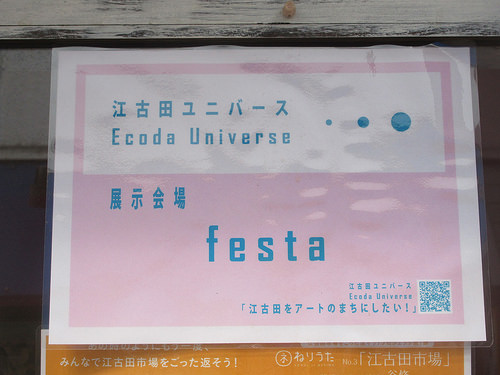 江古田ユニバース
Ecoda Universe
展示会場
festa
江古田ユニバース
Ecoda Universe
「江古田をアートのまちにしたい!」
みんなで江古田市場をごった返そう!
ねりうた
No.3「江古田市場」